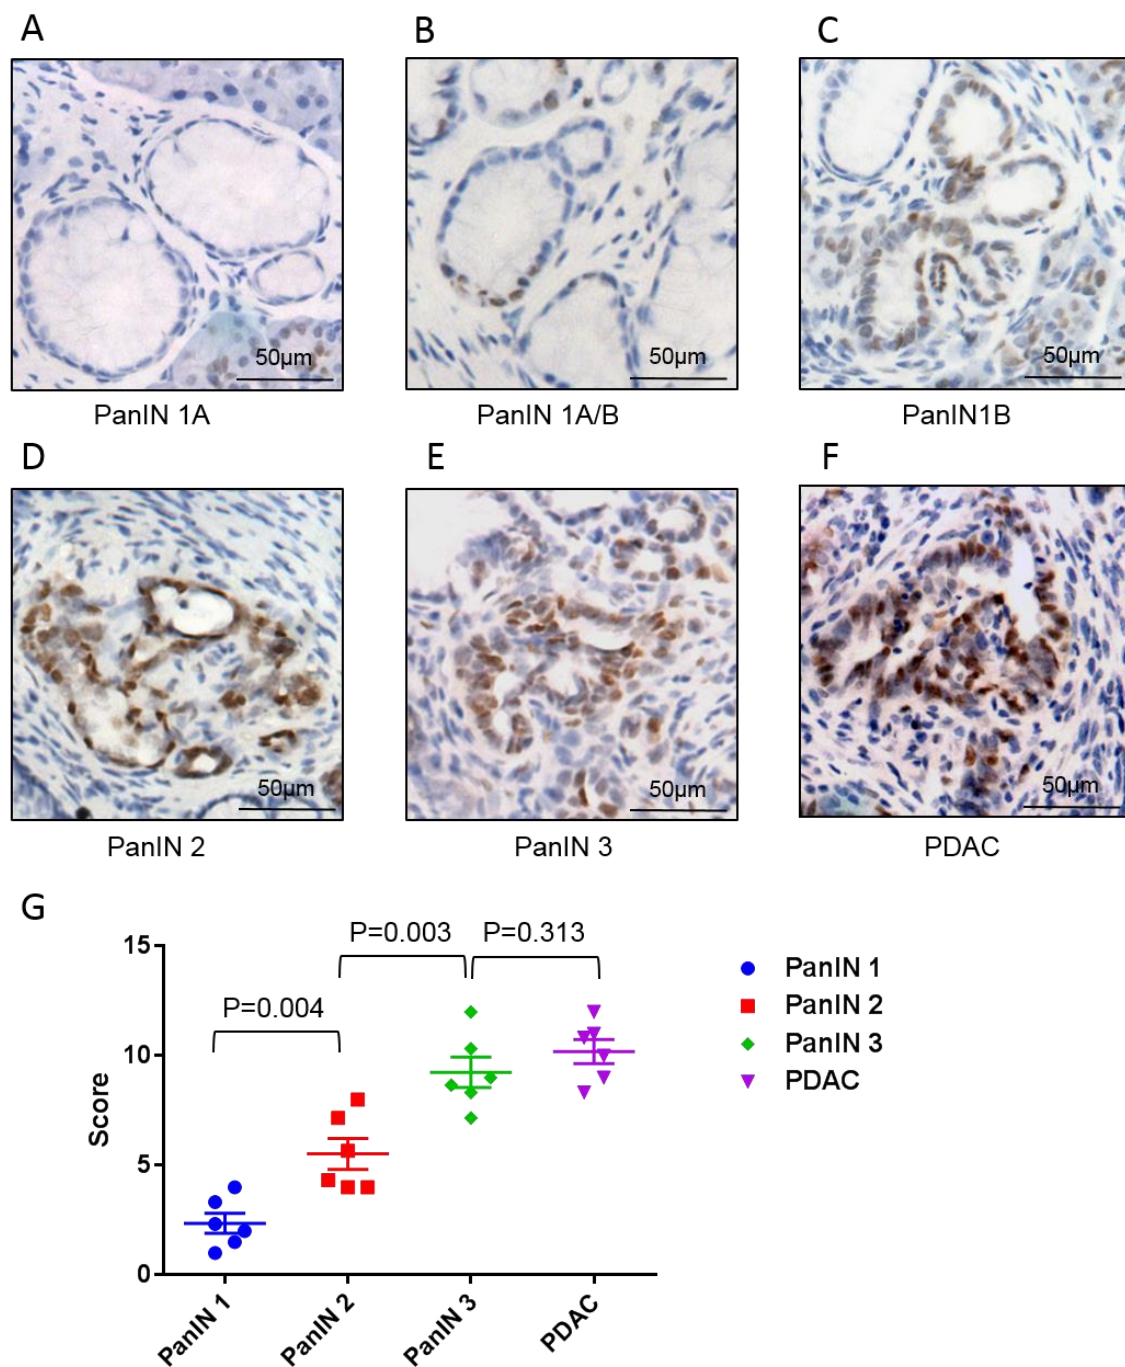 A
B
C
50μm
50μm
50μm
PanIN 1A
PanIN 1A/B
PanIN1B
D
E
F
50μm
50μm
50μm
PanIN 2
PanIN 3
PDAC
G
P=0.003
P=0.313
P=0.004
15
10
5
0
Score
PanIN 1
PanIN 2
PanIN 3
PDAC
PanIN 1
PanIN 2
PanIN 3
PDAC